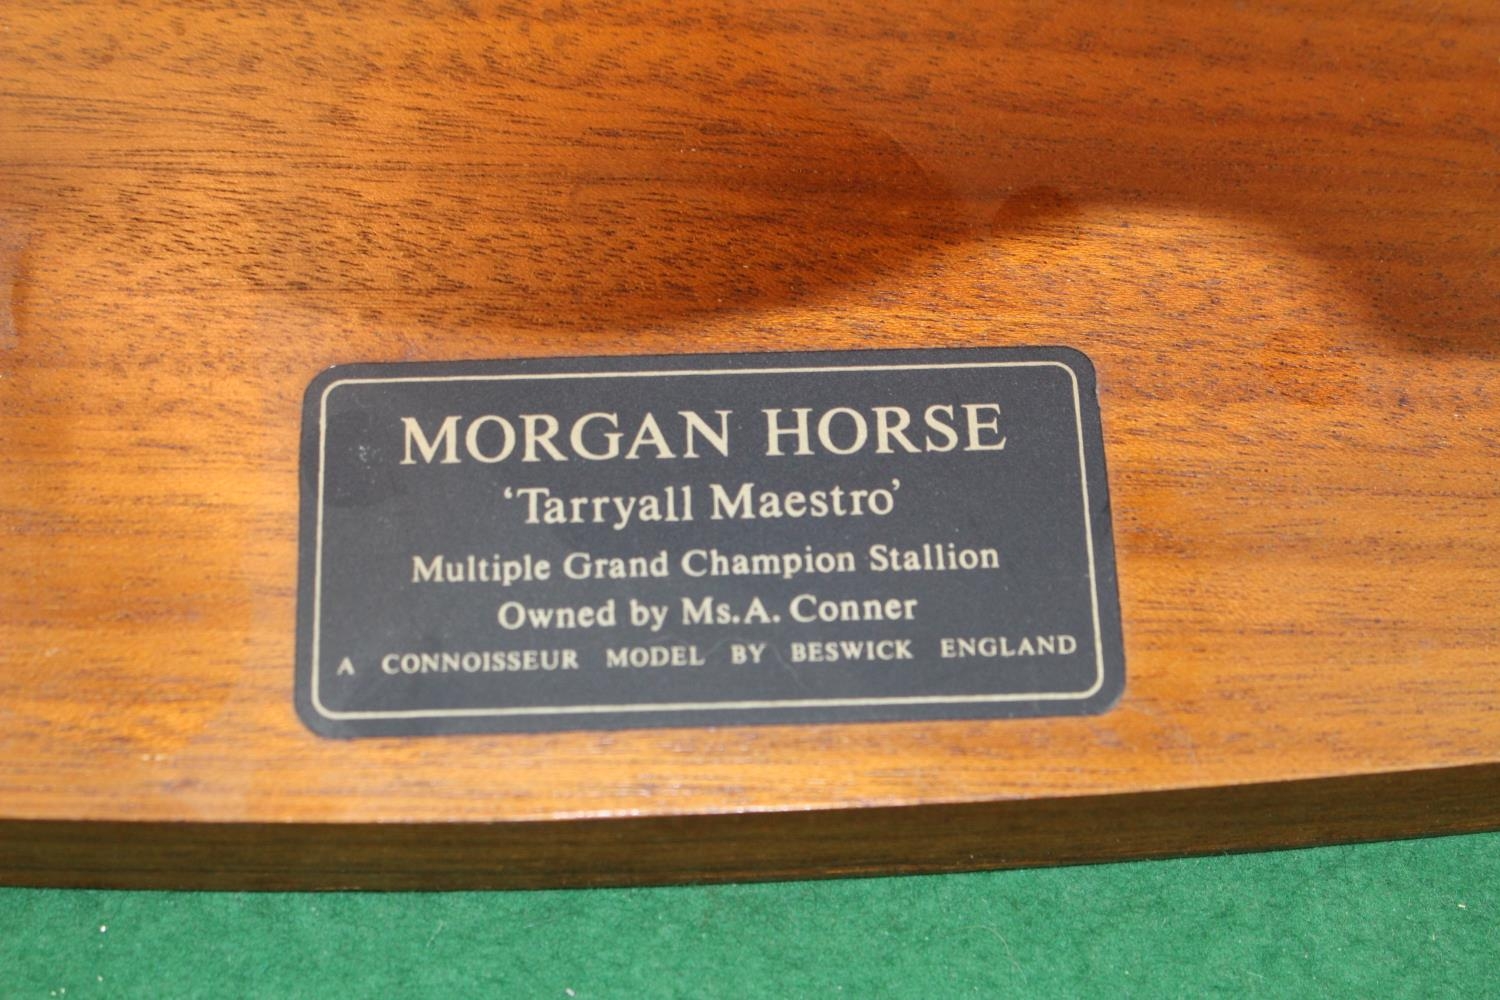 MORGAN HORSE
‘Tarryall Maestro’
Multiple Grand Champion Stallion
Owned by Ms.A. Conner
A CONNOISSEUR MODEL BY BESWICK ENGLAND